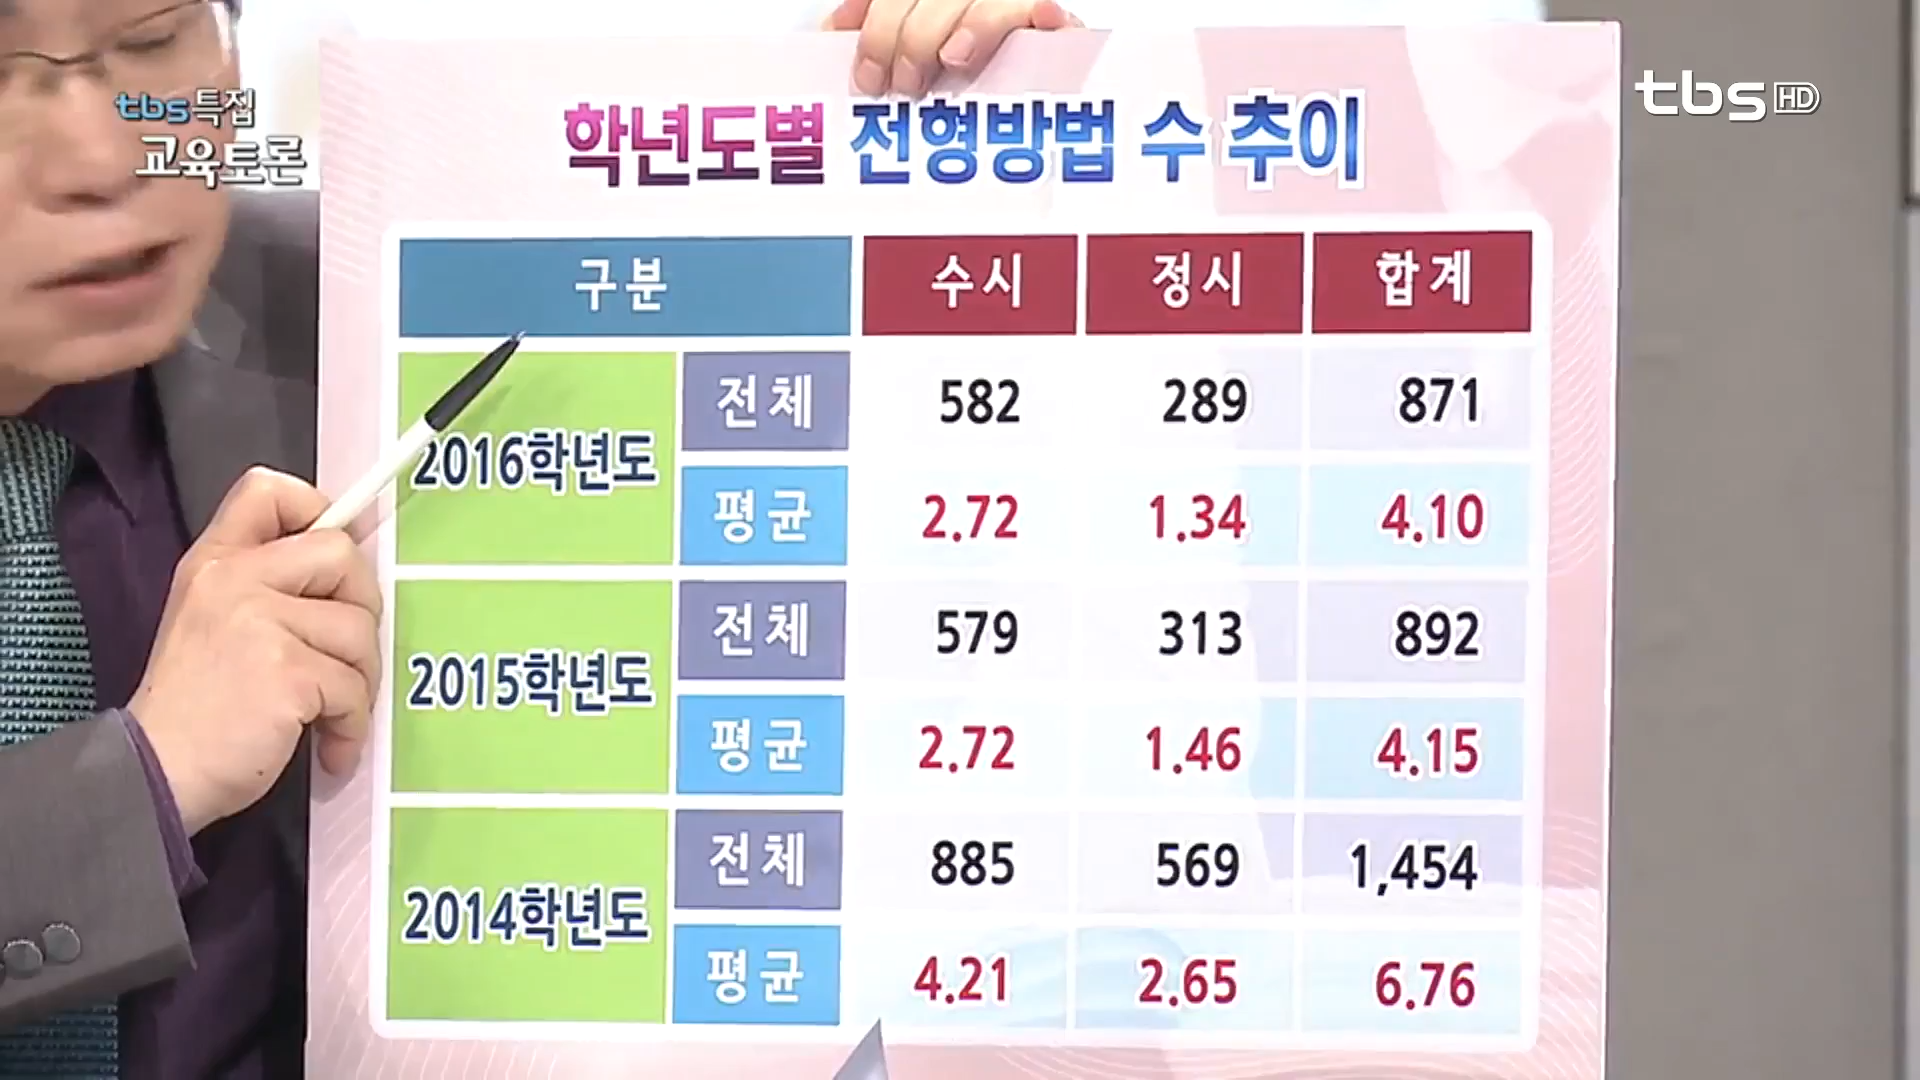 tbs특집
교육토론
tbs HD
학년도별 전형방법 수 추이
구분 수시 정시 합계
2016학년도
전체 582 289 871
평균 2.72 1.34 4.10
2015학년도
전체 579 313 892
평균 2.72 1.46 4.15
2014학년도
전체 885 569 1,454
평균 4.21 2.65 6.76